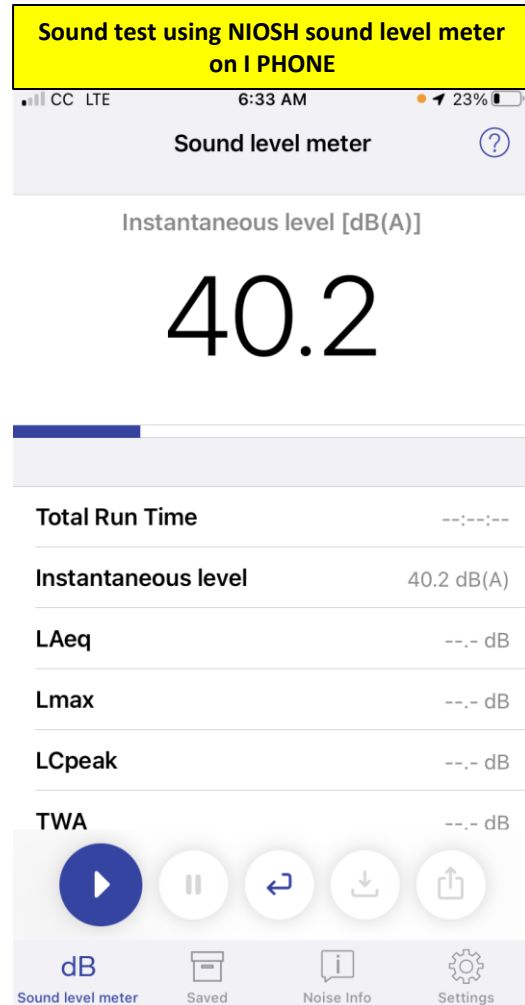 Sound test using NIOSH sound level meter
on I PHONE
CC LTE 6:33 AM 23%
Sound level meter ?
Instantaneous level [dB(A)]
40.2
Total Run Time --:--:--
Instantaneous level 40.2 dB(A)
LAeq --.- dB
Lmax --.- dB
LCpeak --.- dB
TWA --.- dB
dB
Sound level meter Saved Noise Info Settings